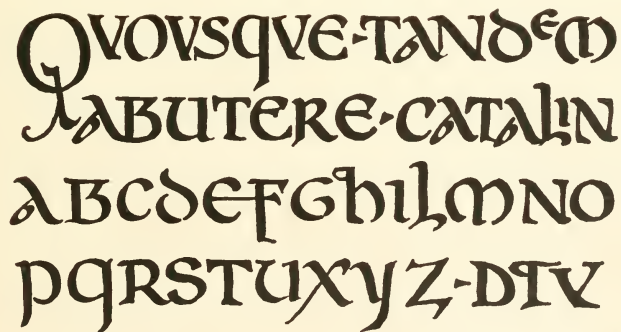 QVOVSqVE-TANDEM
ABUTERE-CATALIN
ABCDEFGhILMNO
PqRSTUXYZ-DTV